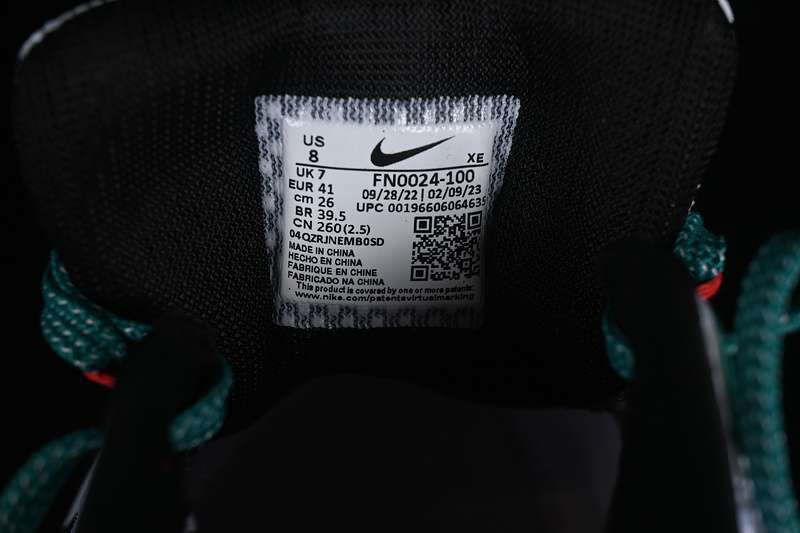 US
8
XE
UK 7
EUR 41
cm 26
BR 39.5
CN 260 (2.5)
FN0024-100
09/28/22 | 02/09/23
UPC 00196606064635
04QZRJNEMB0SD
MADE IN CHINA
HECHO EN CHINA
FABRIQUE EN CHINE
FABRICADO NA CHINA
This product is covered by one or more patents:
www.nike.com/patentsvirtualmarking